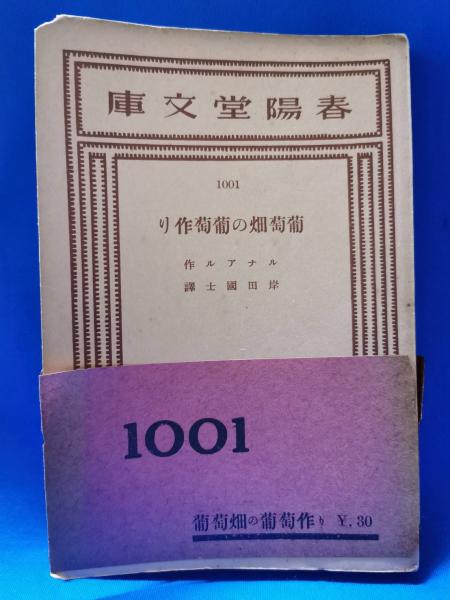 春陽堂文庫
1001
葡萄畑の葡萄作り
ルナアル作
岸田國士譯
1001
葡萄畑の葡萄作り ¥.30